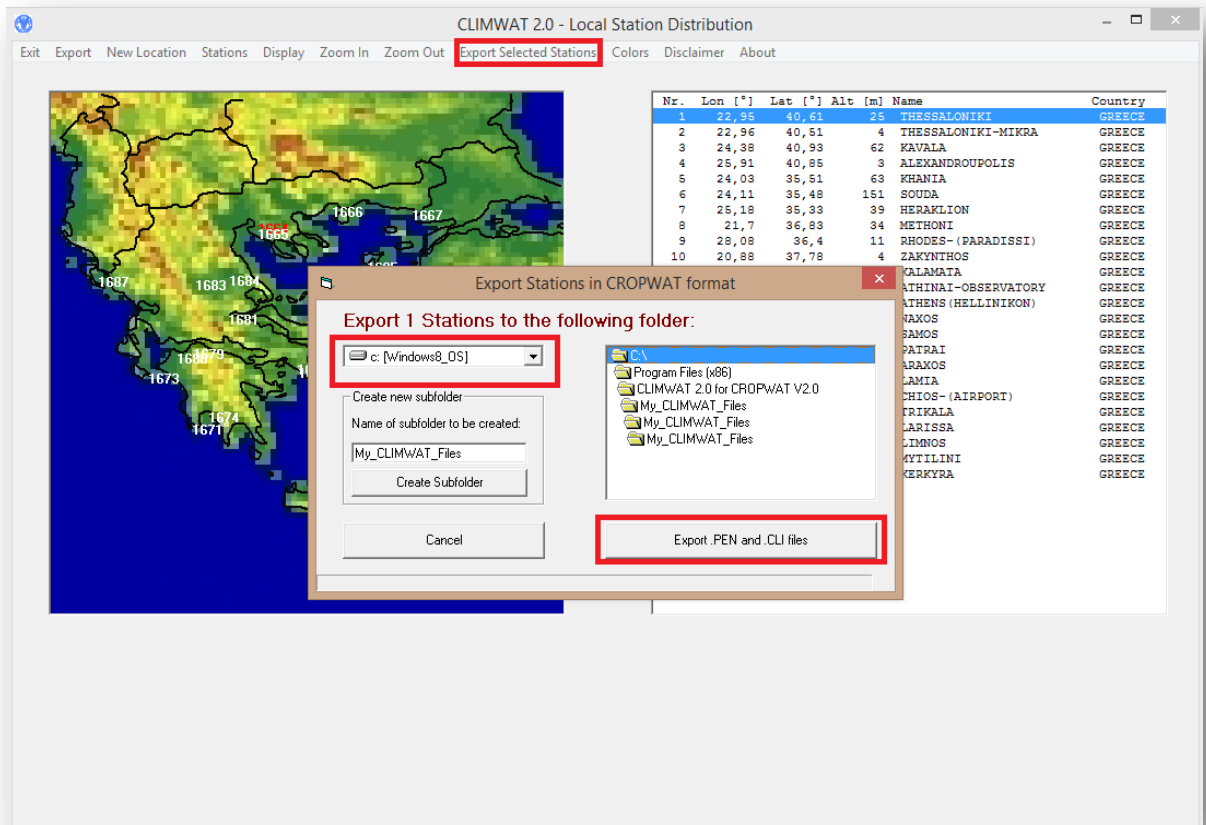 CLIMWAT 2.0 - Local Station Distribution
Exit Export New Location Stations Display Zoom In Zoom Out Export Selected Stations Colors Disclaimer About
Nr. Lon [°] Lat [°] Alt [m] Name Country
1 22,95 40,61 25 THESSALONIKI GREECE
2 22,96 40,51 4 THESSALONIKI-MIKRA GREECE
3 24,38 40,93 62 KAVALA GREECE
4 25,91 40,85 3 ALEXANDROUPOLIS GREECE
5 24,03 35,51 63 KHANIA GREECE
6 24,11 35,48 151 SOUDA GREECE
7 25,18 35,33 39 HERAKLION GREECE
8 21,7 36,83 34 METHONI GREECE
9 28,08 36,4 11 RHODES-(PARADISSI) GREECE
10 20,88 37,78 4 ZAKYNTHOS GREECE
KALAMATA GREECE
ATHINAI-OBSERVATORY GREECE
ATHENS(HELLINIKON) GREECE
NAXOS GREECE
SAMOS GREECE
PATRAI GREECE
ARAXOS GREECE
LAMIA GREECE
CHIOS-(AIRPORT) GREECE
TRIKALA GREECE
LARISSA GREECE
LIMNOS GREECE
MYTILINI GREECE
KERKYRA GREECE
1666
1667
1665
1687
1683
1684
1681
1673
1674
1671
Export Stations in CROPWAT format
Export 1 Stations to the following folder:
c: [Windows8_OS]
Create new subfolder
Name of subfolder to be created:
My_CLIMWAT_Files
Create Subfolder
C:\
Program Files (x86)
CLIMWAT 2.0 for CROPWAT V2.0
My_CLIMWAT_Files
My_CLIMWAT_Files
My_CLIMWAT_Files
Cancel
Export .PEN and .CLI files